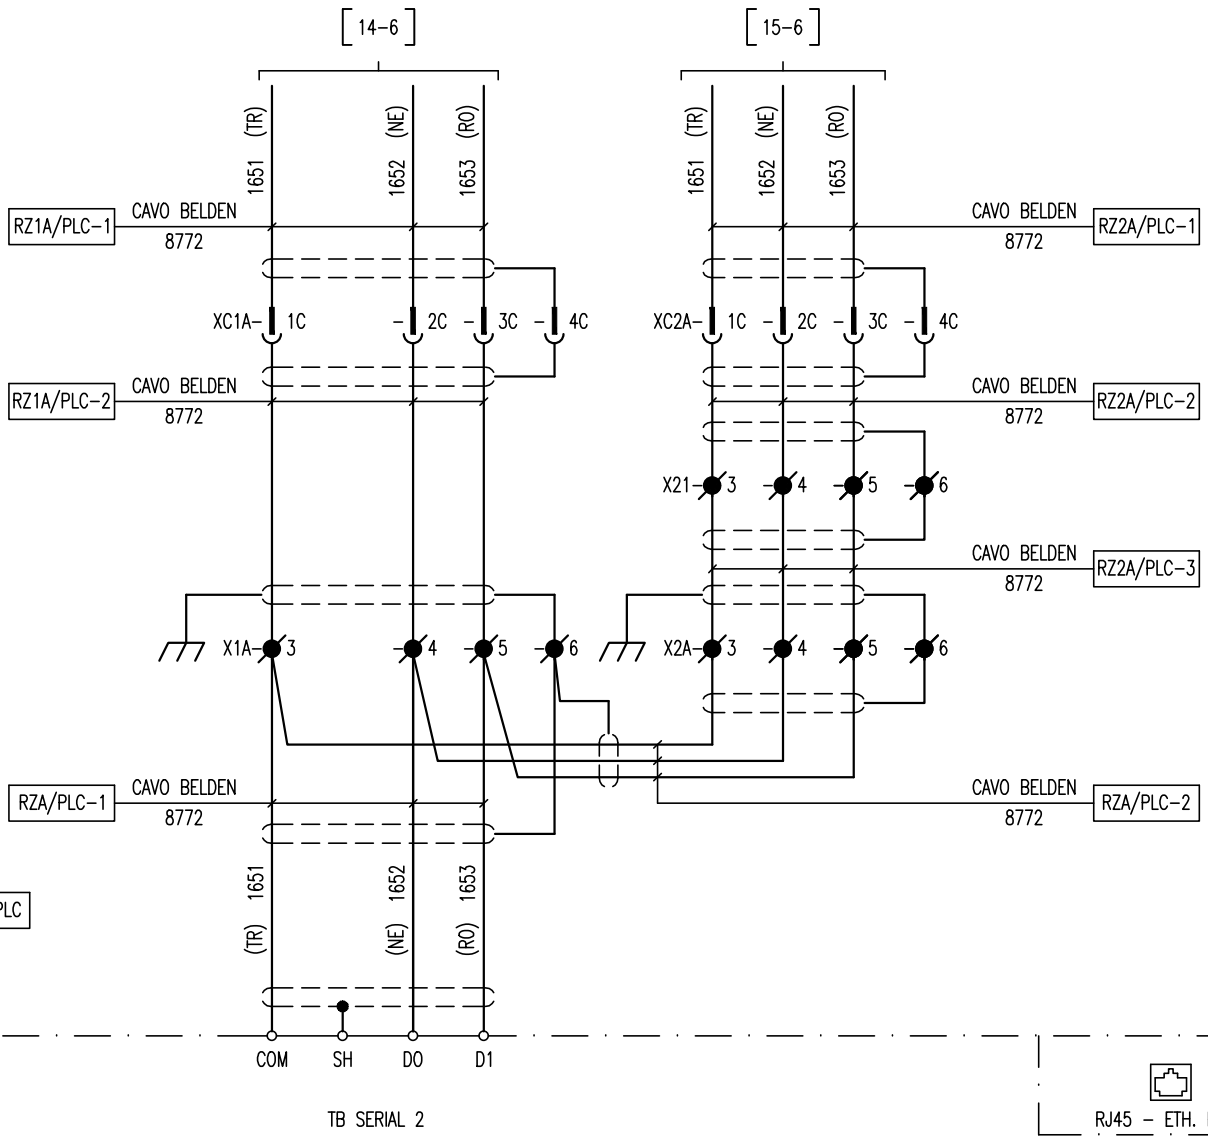 14-6 15-6
1651 (TR) 1652 (NE) 1653 (RO) 1651 (TR) 1652 (NE) 1653 (RO)
RZ1A/PLC-1 CAVO BELDEN 8772 CAVO BELDEN 8772 RZ2A/PLC-1
XC1A- 1C - 2C - 3C - 4C XC2A- 1C - 2C - 3C - 4C
RZ1A/PLC-2 CAVO BELDEN 8772 CAVO BELDEN 8772 RZ2A/PLC-2
X21- 3 - 4 - 5 - 6
CAVO BELDEN 8772 RZ2A/PLC-3
X1A- 3 - 4 - 5 - 6 X2A- 3 - 4 - 5 - 6
RZA/PLC-1 CAVO BELDEN 8772 CAVO BELDEN 8772 RZA/PLC-2
PLC
(TR) 1651 (NE) 1652 (RO) 1653
COM SH D0 D1
TB SERIAL 2
RJ45 - ETH.